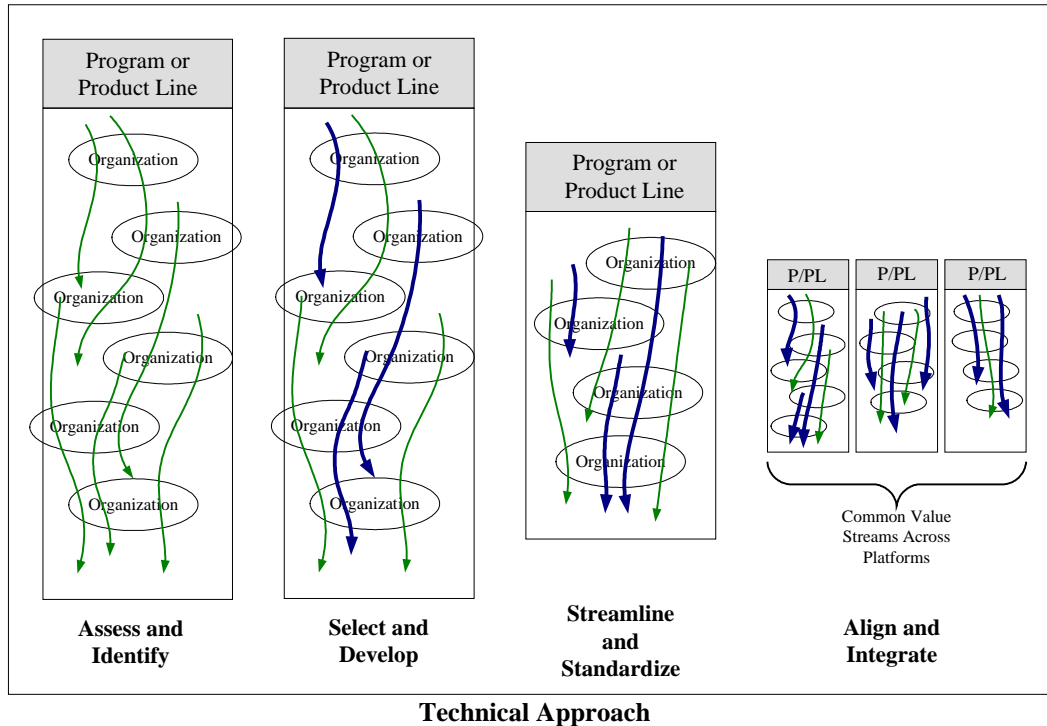 Program or
Product Line
Organization
Organization
Organization
Organization
Organization
Organization
Assess and
Identify
Program or
Product Line
Organization
Organization
Organization
Organization
Organization
Organization
Select and
Develop
Program or
Product Line
Organization
Organization
Organization
Organization
Streamline
and
Standardize
P/PL
P/PL
P/PL
Common Value
Streams Across
Platforms
Align and
Integrate
Technical Approach